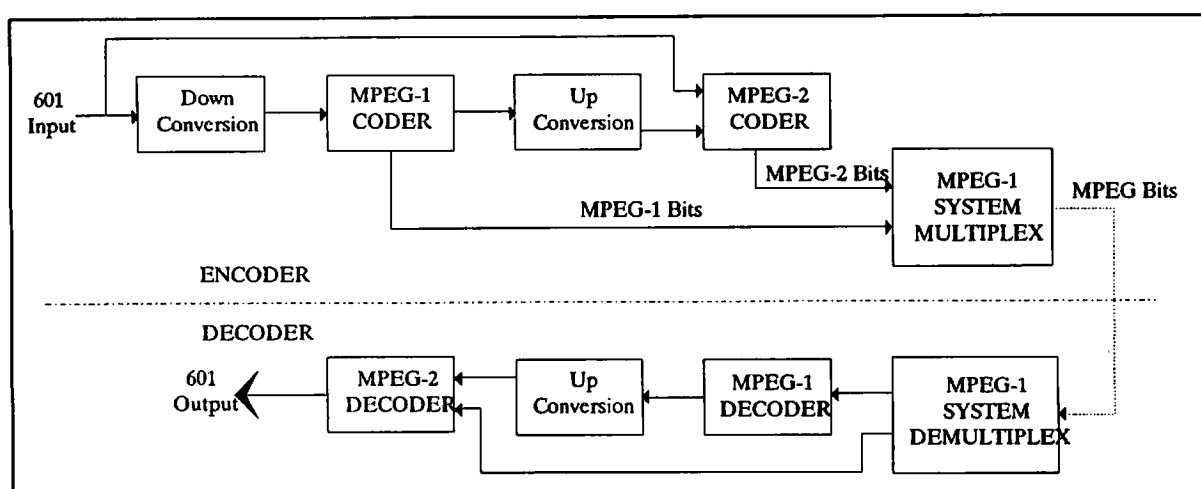 601
Input
Down
Conversion
MPEG-1
CODER
Up
Conversion
MPEG-2
CODER
MPEG-2 Bits
MPEG-1 Bits
MPEG-1
SYSTEM
MULTIPLEX
MPEG Bits
ENCODER
DECODER
601
Output
MPEG-2
DECODER
Up
Conversion
MPEG-1
DECODER
MPEG-1
SYSTEM
DEMULTIPLEX